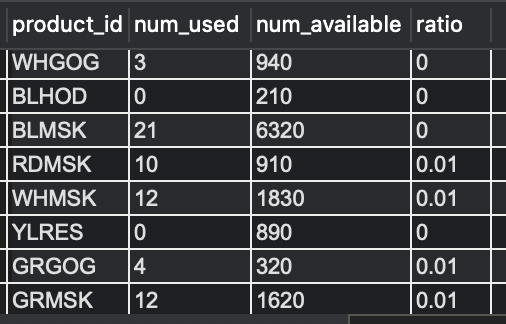 product_id num_used num_available ratio
WHGOG 3 940 0
BLHOD 0 210 0
BLMSK 21 6320 0
RDMSK 10 910 0.01
WHMSK 12 1830 0.01
YLRES 0 890 0
GRGOG 4 320 0.01
GRMSK 12 1620 0.01